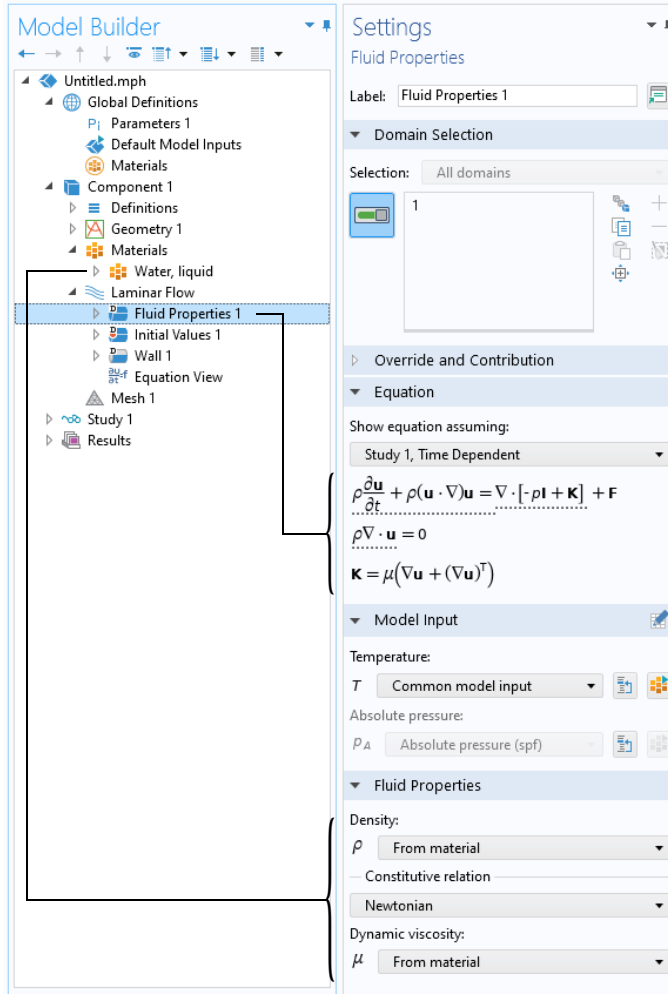 Model Builder
Untitled.mph
Global Definitions
Pi Parameters 1
Default Model Inputs
Materials
Component 1
Definitions
Geometry 1
Materials
Water, liquid
Laminar Flow
Fluid Properties 1
Initial Values 1
Wall 1
Equation View
Mesh 1
Study 1
Results
Settings
Fluid Properties
Label: Fluid Properties 1
Domain Selection
Selection: All domains
1
Override and Contribution
Equation
Show equation assuming:
Study 1, Time Dependent
ρ∂u/∂t + ρ(u · ∇)u = ∇ · [-pI + K] + F
ρ∇ · u = 0
K = μ(∇u + (∇u)ᵀ)
Model Input
Temperature:
T Common model input
Absolute pressure:
pA Absolute pressure (spf)
Fluid Properties
Density:
ρ From material
Constitutive relation
Newtonian
Dynamic viscosity:
μ From material